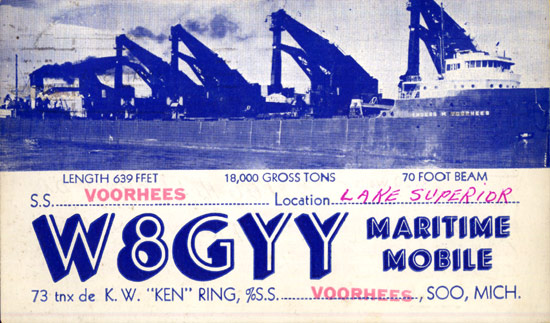 LENGTH 639 FFET 18,000 GROSS TONS 70 FOOT BEAM
S.S. VOORHEES Location LAKE SUPERIOR
W8GYY MARITIME MOBILE
73 tnx de K. W. "KEN" RING, %S.S. VOORHEES, SOO, MICH.